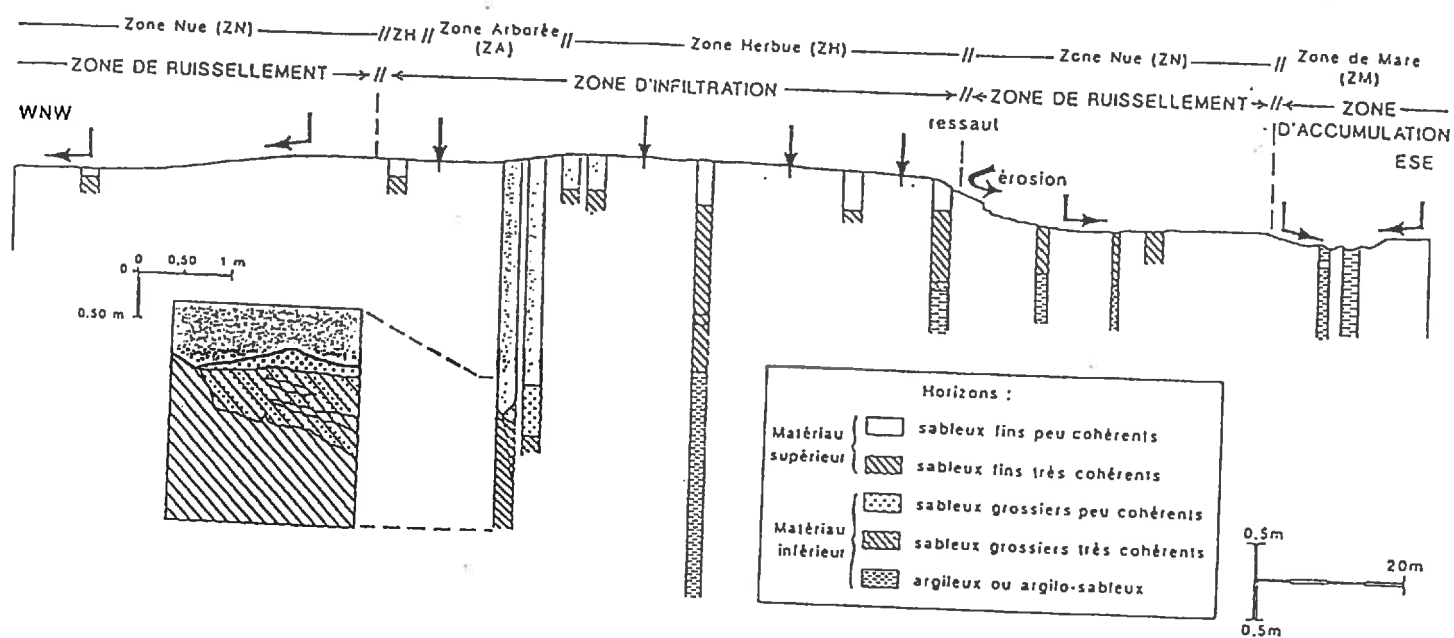 Zone Nue (ZN) // ZH // Zone Arborée (ZA) // Zone Herbue (ZH) // Zone Nue (ZN) // Zone de Mare (ZM)
ZONE DE RUISSELLEMENT // ZONE D'INFILTRATION // ZONE DE RUISSELLEMENT // ZONE D'ACCUMULATION
WNW
ressaut
ESE
érosion
0 0,50 1 m
0
0.50 m
Horizons :
Matériau supérieur
sableux fins peu cohérents
sableux fins très cohérents
Matériau inférieur
sableux grossiers peu cohérents
sableux grossiers très cohérents
argileux ou argilo-sableux
0.5m
20m
0.5m